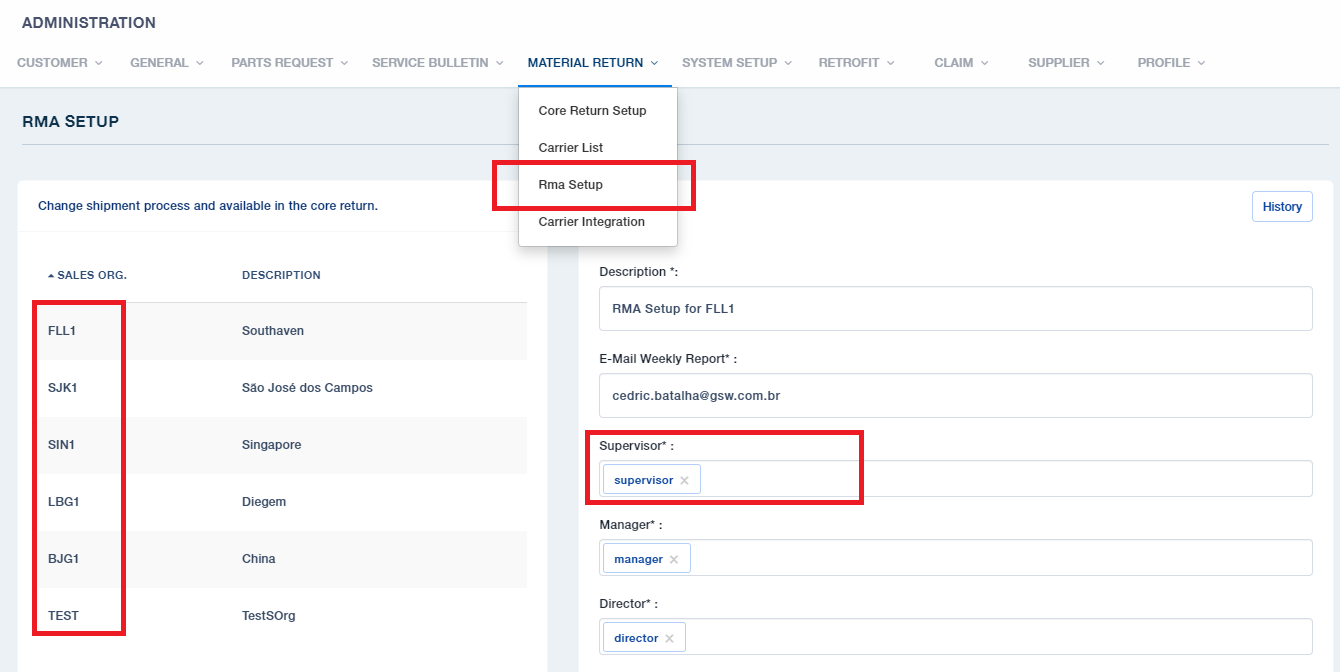 ADMINISTRATION
CUSTOMER GENERAL PARTS REQUEST SERVICE BULLETIN MATERIAL RETURN SYSTEM SETUP RETROFIT CLAIM SUPPLIER PROFILE
Core Return Setup
Carrier List
Rma Setup
Carrier Integration
RMA SETUP
Change shipment process and available in the core return.
SALES ORG. DESCRIPTION
FLL1 Southaven
SJK1 São José dos Campos
SIN1 Singapore
LBG1 Diegem
BJG1 China
TEST TestSOrg
History
Description *:
RMA Setup for FLL1
E-Mail Weekly Report* :
cedric.batalha@gsw.com.br
Supervisor* :
supervisor ×
Manager* :
manager ×
Director* :
director ×